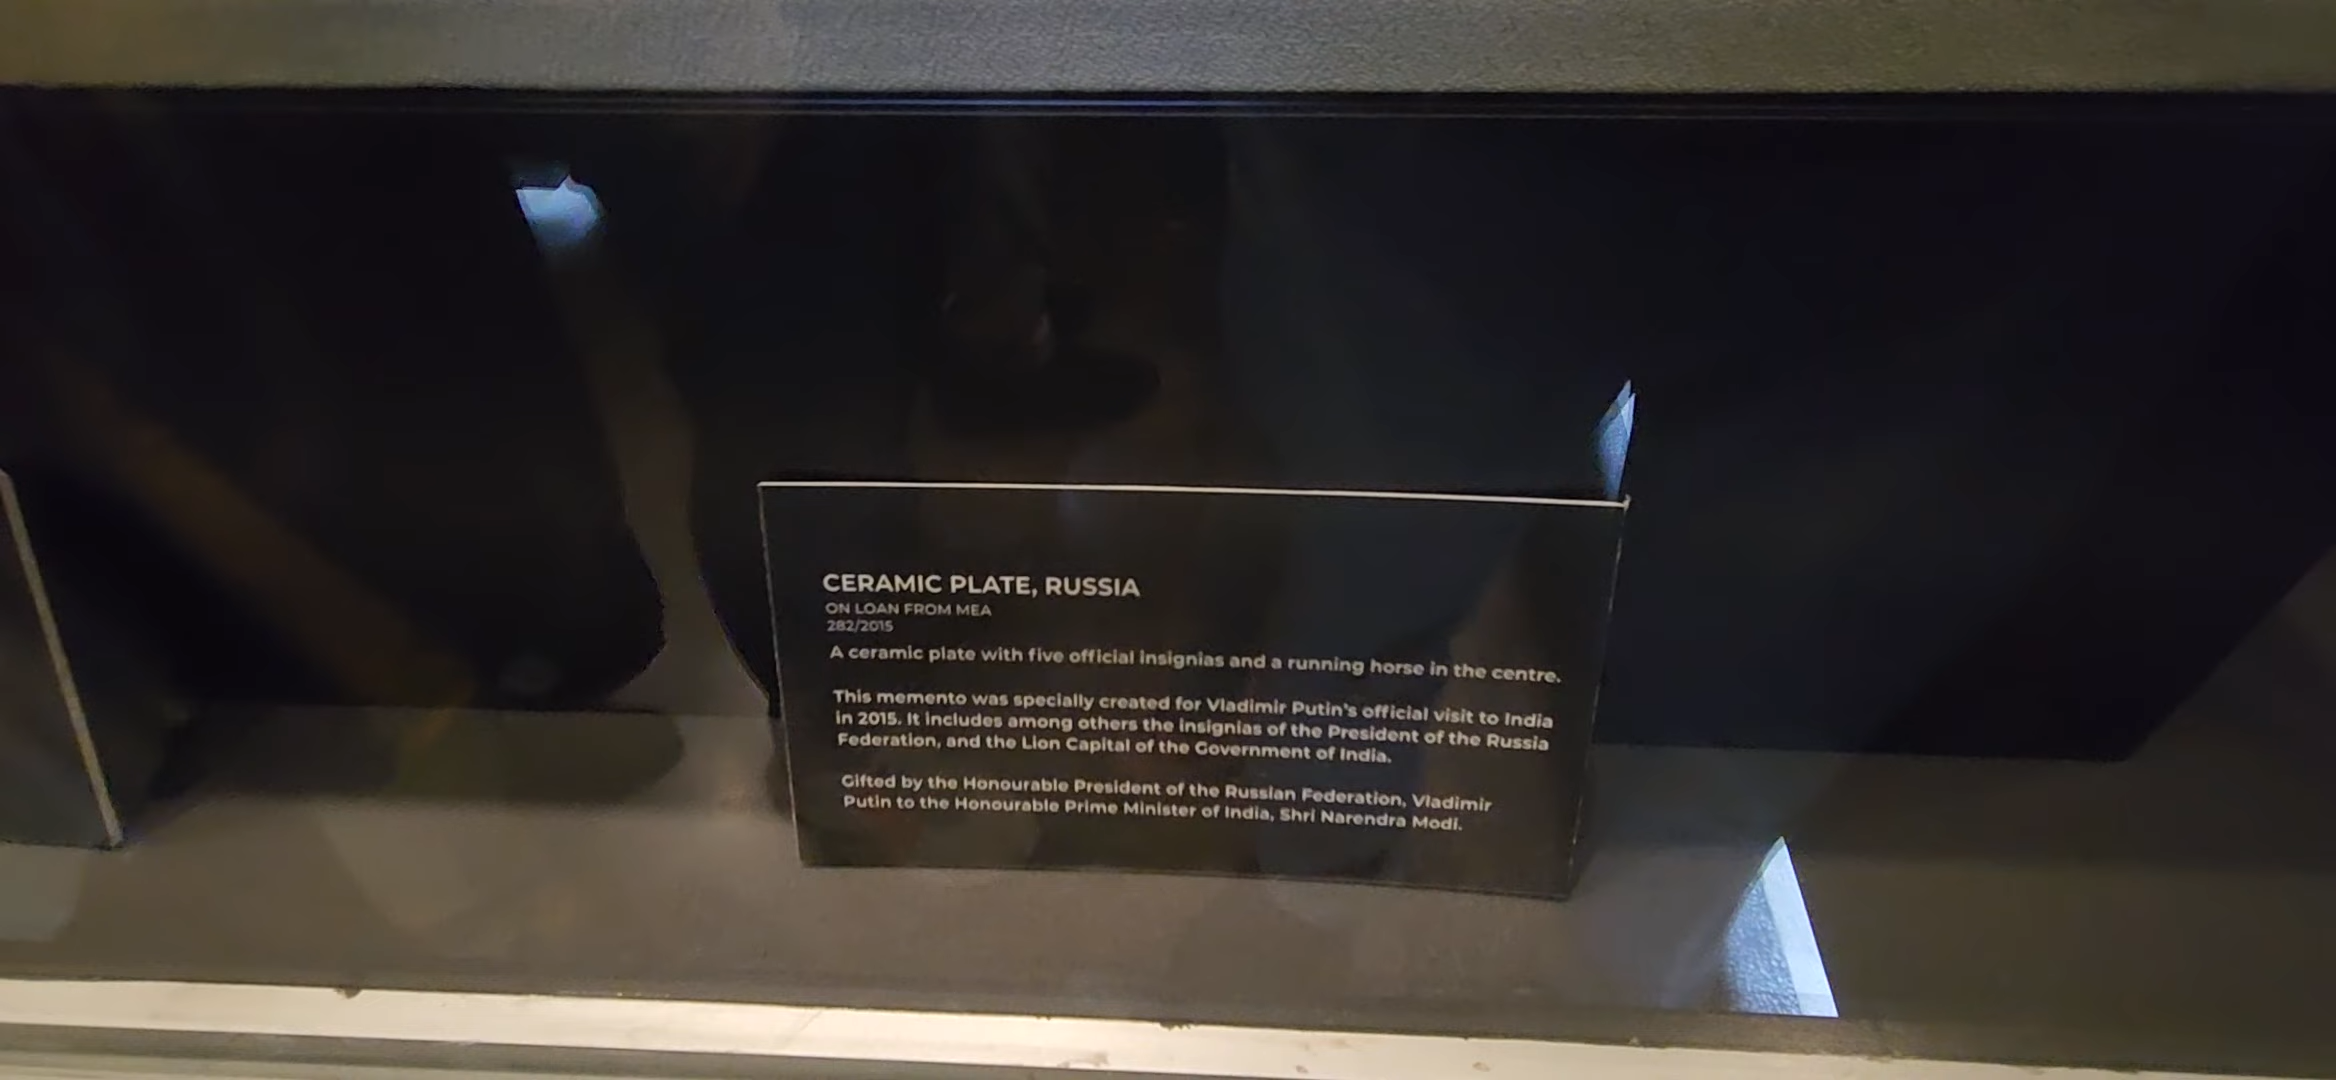 CERAMIC PLATE, RUSSIA
ON LOAN FROM MEA
282/2015
A ceramic plate with five official insignias and a running horse in the centre.
This memento was specially created for Vladimir Putin's official visit to India
in 2015. It includes among others the insignias of the President of the Russia
Federation, and the Lion Capital of the Government of India.
Gifted by the Honourable President of the Russian Federation, Vladimir
Putin to the Honourable Prime Minister of India, Shri Narendra Modi.